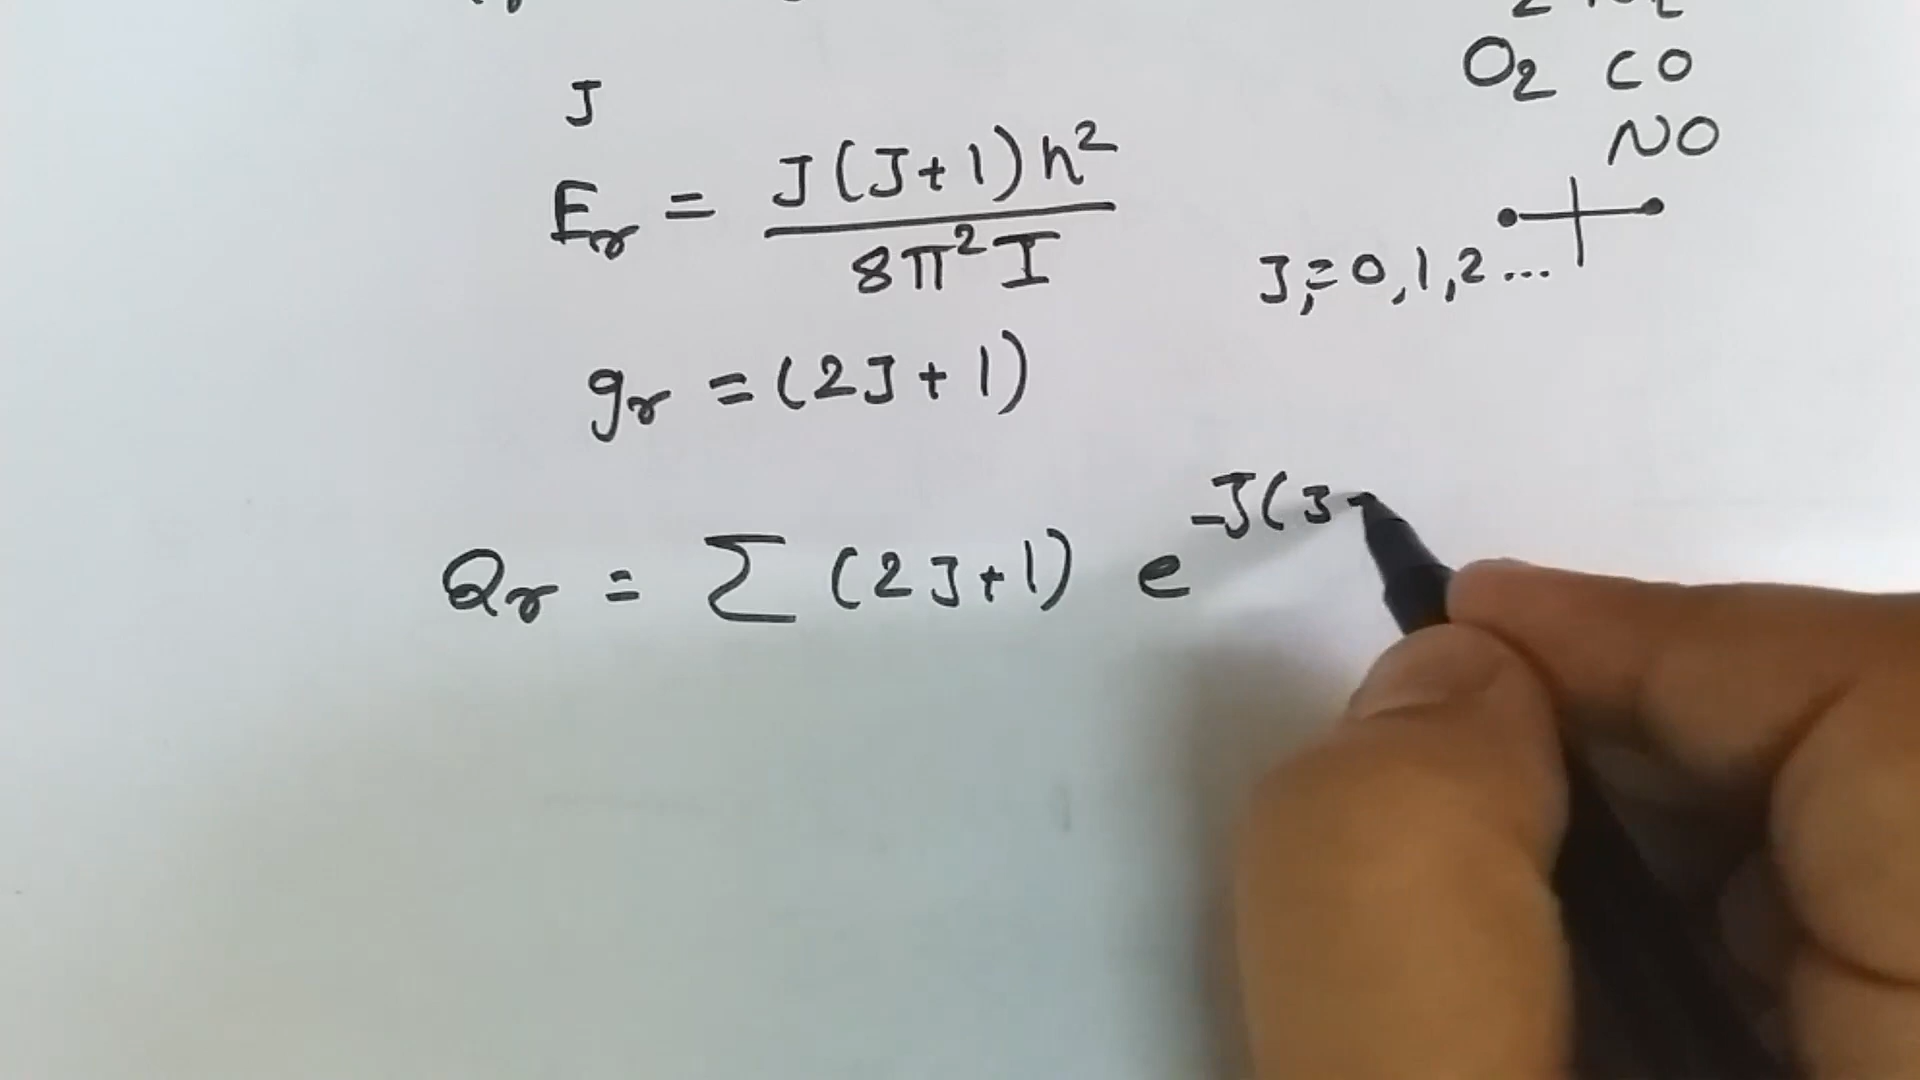 O₂ CO
NO
J
Eᵣ = J(J+1)h² / 8π²I
J,=0,1,2...
gᵣ = (2J+1)
Qᵣ = Σ (2J+1) e^-J(J+